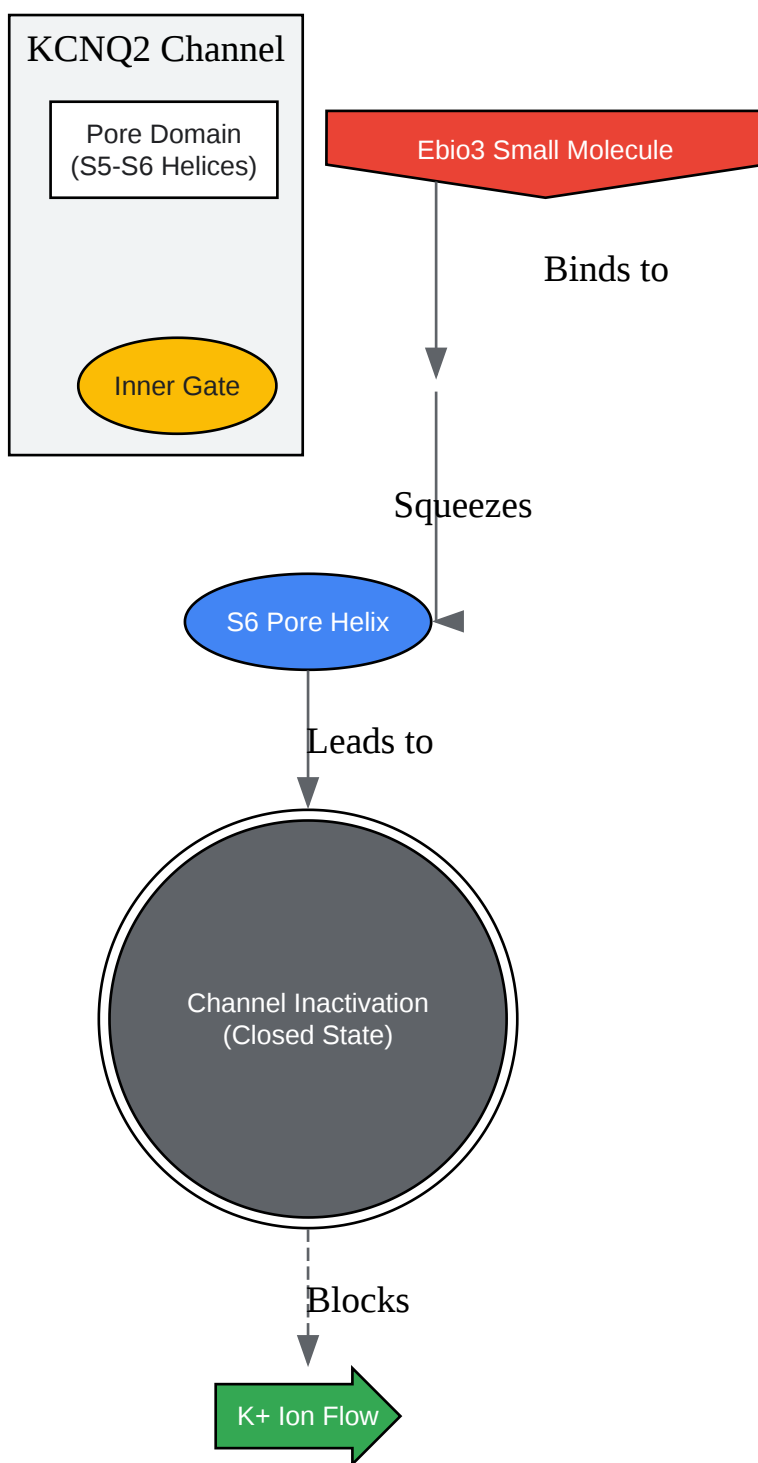 KCNQ2 Channel
Pore Domain
(S5-S6 Helices)
Ebio3 Small Molecule
Binds to
Inner Gate
Squeezes
S6 Pore Helix
Leads to
Channel Inactivation
(Closed State)
Blocks
K+ Ion Flow